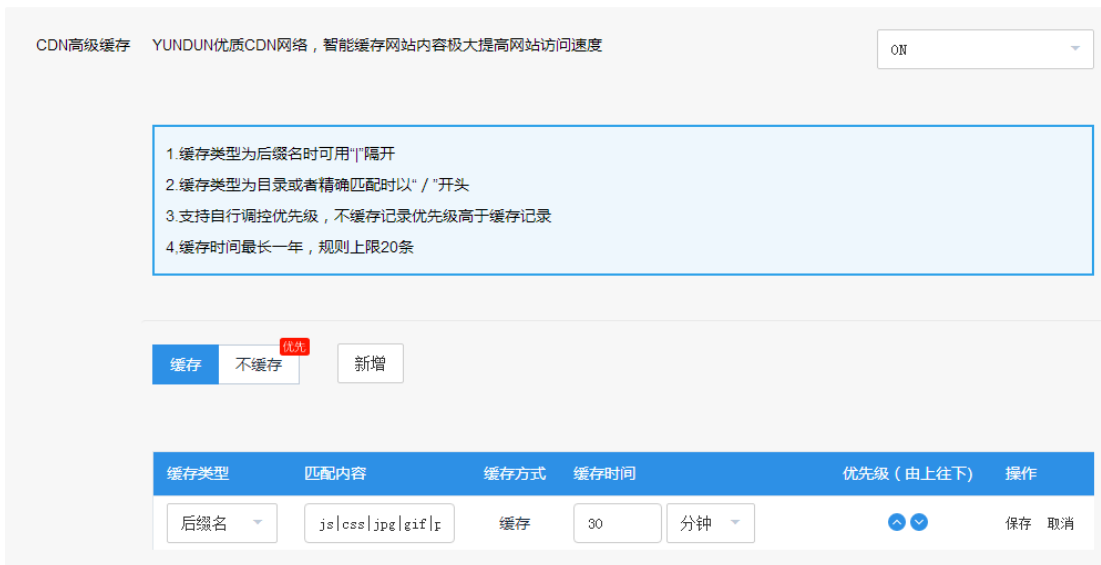 CDN高级缓存 YUNDUN优质CDN网络，智能缓存网站内容极大提高网站访问速度 ON
1.缓存类型为后缀名时可用“|”隔开
2.缓存类型为目录或者精确匹配时以“ / ”开头
3.支持自行调控优先级，不缓存记录优先级高于缓存记录
4,缓存时间最长一年，规则上限20条
优先
缓存 不缓存 新增
缓存类型 匹配内容 缓存方式 缓存时间 优先级（由上往下) 操作
后缀名 js|css|jpg|gif| 缓存 30 分钟 保存 取消